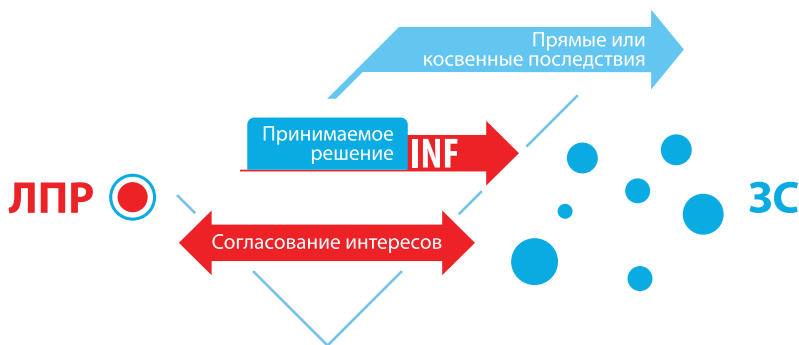 Прямые или
косвенные последствия
Принимаемое
решение
INF
ЛПР
ЗС
Согласование интересов